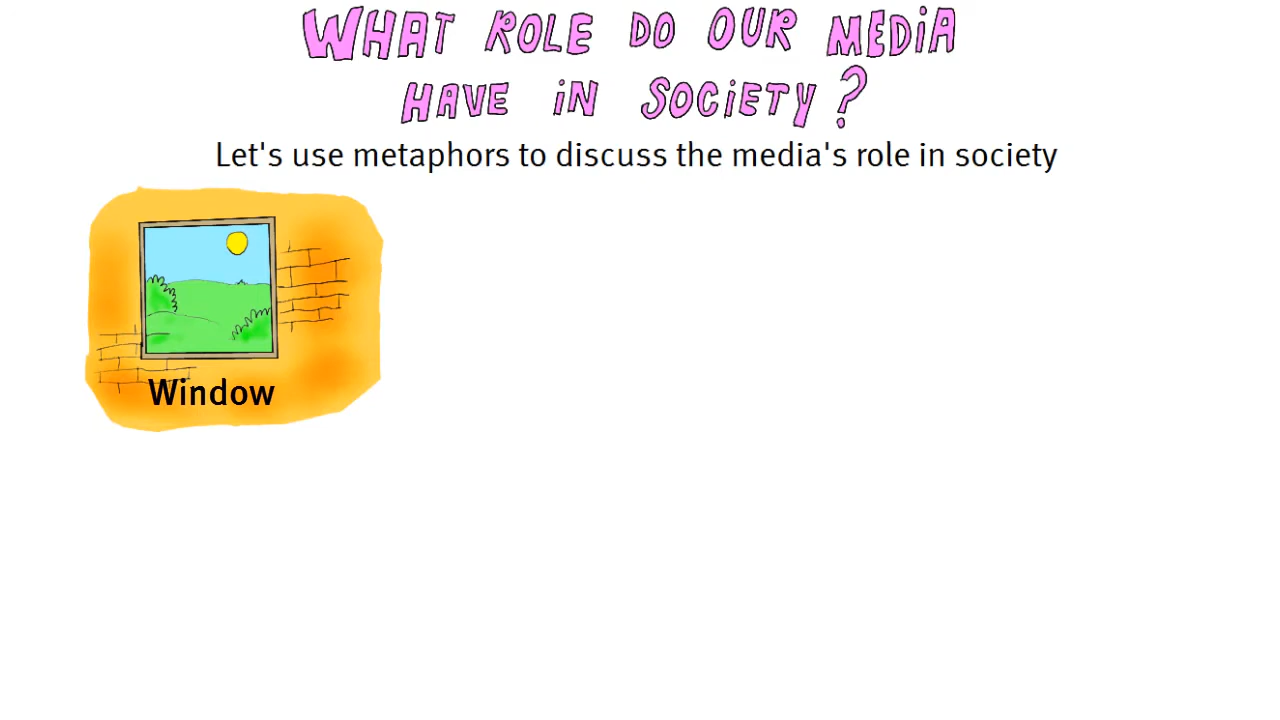 WHAT ROLE DO OUR MEDiA
HAVE iN SOCiETY?
Let's use metaphors to discuss the media's role in society
Window